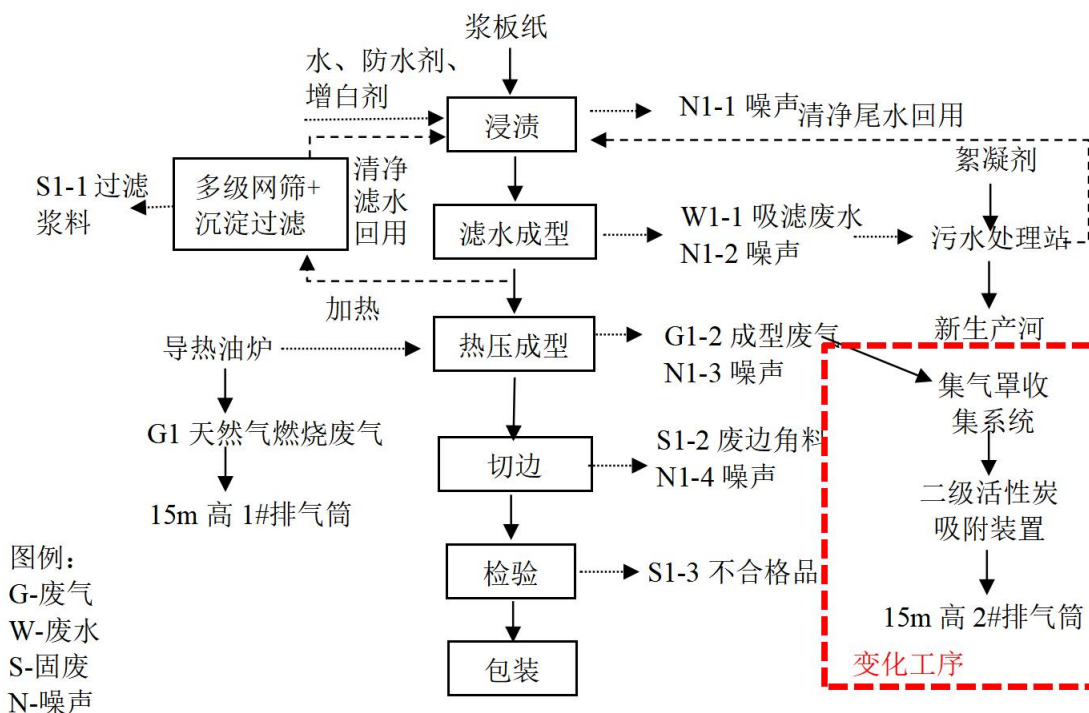 浆板纸
水、防水剂、
增白剂
浸渍
N1-1 噪声
清净尾水回用
絮凝剂
S1-1 过滤
浆料
多级网筛+
沉淀过滤
清净
滤水
回用
滤水成型
W1-1 吸滤废水
N1-2 噪声
污水处理站
加热
新生产河
导热油炉
热压成型
G1-2 成型废气
N1-3 噪声
集气罩收
集系统
G1 天然气燃烧废气
切边
S1-2 废边角料
N1-4 噪声
二级活性炭
吸附装置
15m 高 1#排气筒
图例：
G-废气
W-废水
S-固废
N-噪声
检验
S1-3 不合格品
15m 高 2#排气筒
包装
变化工序